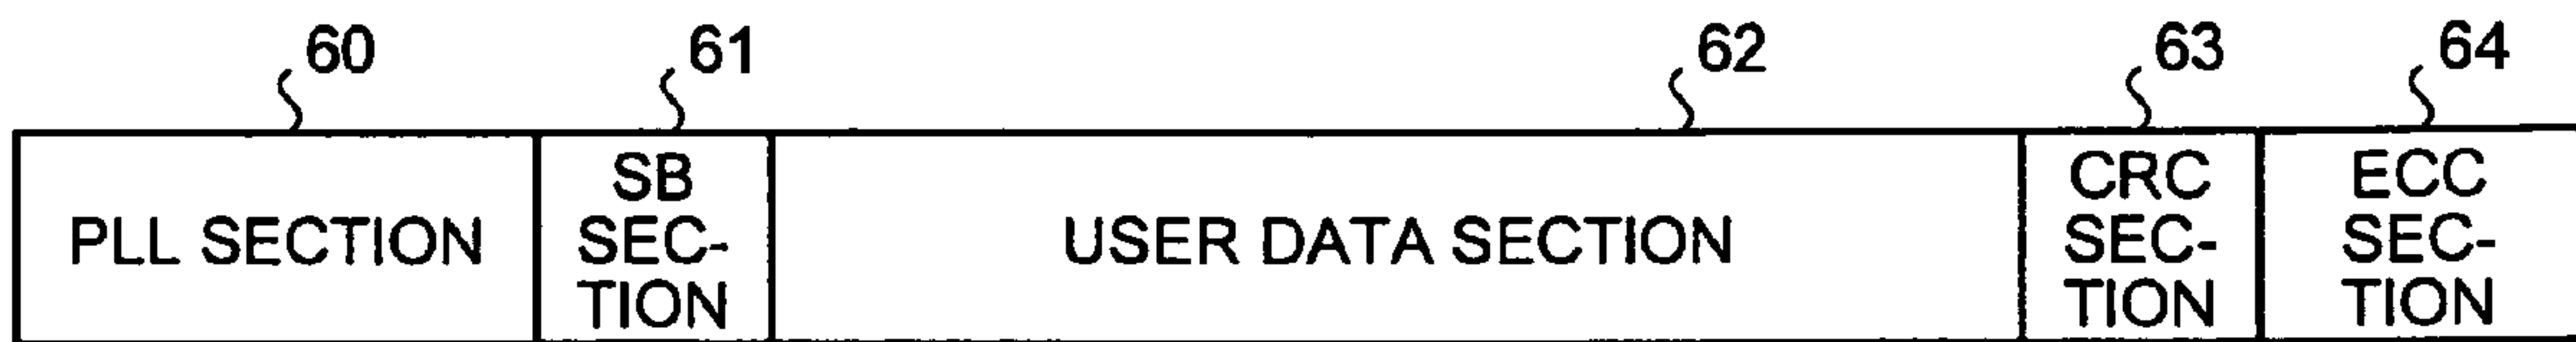 60 61 62 63 64
PLL SECTION
SB
SEC-
TION
USER DATA SECTION
CRC
SEC-
TION
ECC
SEC-
TION